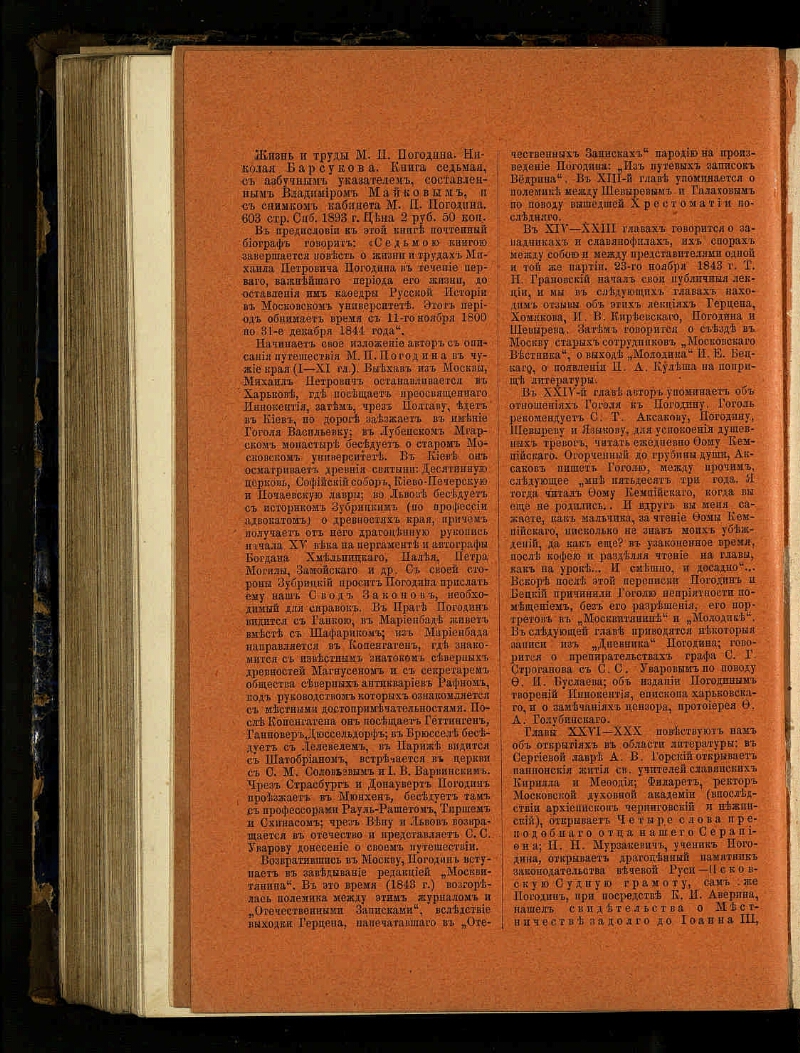 Жизнь и труды М. П. Погодина. Ни-
колая Барсукова. Книга седьмая,
съ азбучнымъ указателемъ, составлен-
нымъ Владиміромъ Майковымъ, и
съ снимкомъ кабинета М. П. Погодина.
603 стр. Спб. 1893 г. Цѣна 2 руб. 50 коп.
Въ предисловіи къ этой книгѣ почтенный
біографъ говоритъ: «Седьмою книгою
завершается повѣсть о жизни и трудахъ Ми-
хаила Петровича Погодина въ теченіе пер-
ваго, важнѣйшаго періода его жизни, до
оставленія имъ каѳедры Русской Исторіи
въ Московскомъ университетѣ. Этотъ пері-
одъ обнимаетъ время съ 11-го ноября 1800
по 31-е декабря 1844 года“.
Начинаетъ свое изложеніе авторъ съ опи-
санія путешествія М. П. Погодина въ чу-
жіе края (I—XI гл.). Выѣхавъ изъ Москвы,
Михаилъ Петровичъ останавливается въ
Харьковѣ, гдѣ посѣщаетъ преосвященнаго
Иннокентія, затѣмъ, чрезъ Полтаву, ѣдетъ
въ Кіевъ, по дорогѣ заѣзжаетъ въ имѣніе
Гоголя Васильевку; въ Лубенскомъ Мгар-
скомъ монастырѣ бесѣдуетъ о старомъ Мо-
сковскомъ университетѣ. Въ Кіевѣ онъ
осматриваетъ древнія святыни: Десятинную
церковь, Софійскій соборъ, Кіево-Печерскую
и Почаевскую лавры; во Львовѣ бесѣдуетъ
съ историкомъ Зубрицкимъ (по профессіи
адвокатомъ) о древностяхъ края, причемъ
получаетъ отъ него драгоцѣнную рукопись
начала XV вѣка на пергаментѣ и автографы
Богдана Хмѣльницкаго, Палѣя, Петра
Могилы, Замойскаго и др. Съ своей сто-
роны Зубрицкій проситъ Погодина прислать
ему нашъ Сводъ Законовъ, необхо-
димый для справокъ. Въ Прагѣ Погодинъ
видится съ Ганкою, въ Маріенбадѣ живетъ
вмѣстѣ съ Шафарикомъ; изъ Маріенбада
направляется въ Копенгагенъ, гдѣ знако-
мится съ извѣстнымъ знатокомъ сѣверныхъ
древностей Магнусеномъ и съ секретаремъ
общества сѣверныхъ антикваріевъ Рафномъ,
подъ руководствомъ которыхъ ознакомляется
съ мѣстными достопримѣчательностями. По-
слѣ Копенгагена онъ посѣщаетъ Гёттингенъ,
Ганноверъ, Дюссельдорфъ; въ Брюсселѣ бесѣ-
дуетъ съ Лелевелемъ, въ Парижѣ видится
съ Шатобріаномъ, встрѣчается въ церкви
съ С. М. Соловьевымъ и І. В. Варвинскимъ.
Чрезъ Страсбургъ и Донаувертъ Погодинъ
проѣзжаетъ въ Мюнхенъ, бесѣдуетъ тамъ
съ профессорами Рауль-Рашетомъ, Тиршемъ
и Схинасомъ; чрезъ Вѣну и Львовъ возвра-
щается въ отечество и представляетъ С. С.
Уварову донесеніе о своемъ путешествіи.
Возвратившись въ Москву, Погодинъ всту-
паетъ въ завѣдываніе редакціей „Москви-
тянина“. Въ это время (1843 г.) возгорѣ-
лась полемика между этимъ журналомъ и
„Отечественными Записками“, вслѣдствіе
выходки Герцена, напечатавшаго въ „Оте-
чественныхъ Запискахъ“ пародію на произ-
веденіе Погодина: „Изъ путевыхъ записокъ
Вёдрина“. Въ XIII-й главѣ упоминается о
полемикѣ между Шевыревымъ и Галаховымъ
по поводу вышедшей Хрестоматіи по-
слѣдняго.
Въ XIV—XXIII главахъ говорится о за-
падникахъ и славянофилахъ, ихъ спорахъ
между собою и между представителями одной
и той же партіи. 23-го ноября 1843 г. Т.
Н. Грановскій началъ свои публичныя лек-
ціи, и мы въ слѣдующихъ главахъ нахо-
димъ отзывы объ этихъ лекціяхъ Герцена,
Хомякова, И. В. Кирѣевскаго, Погодина и
Шевырева. Затѣмъ говорится о съѣздѣ въ
Москву старыхъ сотрудниковъ „Московскаго
Вѣстника“, о выходѣ „Молодика“ И. Е. Бец-
каго, о появленіи П. А. Кулѣша на попри-
щѣ литературы.
Въ XXIV-й главѣ авторъ упоминаетъ объ
отношеніяхъ Гоголя къ Погодину. Гоголь
рекомендуетъ С. Т. Аксакову, Погодину,
Шевыреву и Языкову, для успокоенія душев-
ныхъ тревогъ, читать ежедневно Ѳому Кем-
пійскаго. Огорченный до глубины души, Ак-
саковъ пишетъ Гоголю, между прочимъ,
слѣдующее „мнѣ пятьдесятъ три года. Я
тогда читалъ Ѳому Кемпійскаго, когда вы
еще не родились... И вдругъ вы меня са-
жаете, какъ мальчика, за чтеніе Ѳомы Кем-
пійскаго, нисколько не знавъ моихъ убѣж-
деній, да какъ еще? въ узаконенное время,
послѣ кофею и раздѣляя чтеніе на главы,
какъ на урокѣ... И смѣшно, и досадно“...
Вскорѣ послѣ этой переписки Погодинъ и
Бецкій причинили Гоголю непріятности по-
мѣщеніемъ, безъ его разрѣшенія, его пор-
третовъ въ „Москвитянинѣ“ и „Молодикѣ“.
Въ слѣдующей главѣ приводятся нѣкоторыя
записи изъ „Дневника“ Погодина; гово-
рится о препирательствахъ графа С. Г.
Строганова съ С. С. Уваровымъ по поводу
Ѳ. И. Буслаева; объ изданіи Погодинымъ
твореній Иннокентія, епископа харьковска-
го, и о замѣчаніяхъ цензора, протоіерея Ѳ.
А. Голубинскаго.
Главы XXVI—XXX повѣствуютъ намъ
объ открытіяхъ въ области литературы: въ
Сергіевой лаврѣ А. В. Горскій открываетъ
паннонскія житія св. учителей славянскихъ
Кирилла и Меѳодія; Филаретъ, ректоръ
Московской духовной академіи (впослѣд-
ствіи архіепископъ черниговскій и нѣжин-
скій), открываетъ Четыре слова пре-
подобнаго отца нашего Серапі-
она; Н. Н. Мурзакевичъ, ученикъ Пого-
дина, открываетъ драгоцѣнный памятникъ
законодательства вѣчевой Руси—Псков-
скую Судную грамоту, самъ же
Погодинъ, при посредствѣ К. И. Аверина,
нашелъ свидѣтельства о Мѣст-
ничествѣ задолго до Іоанна III,